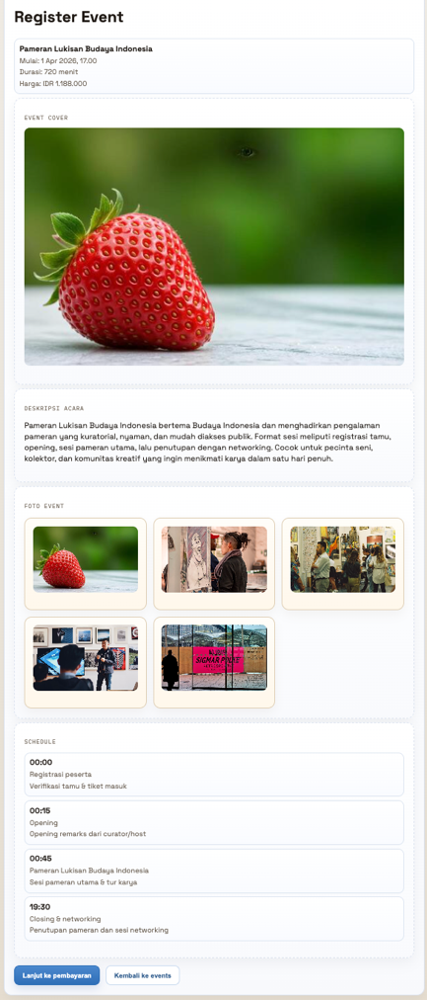 Register Event
Pameran Lukisan Budaya Indonesia
Mulai: 1 Apr 2026, 17.00
Durasi: 720 menit
Harga: IDR 1.188.000
EVENT COVER
DESKRIPSI ACARA
Pameran Lukisan Budaya Indonesia bertema Budaya Indonesia dan menghadirkan pengalaman
pameran yang kuratorial, nyaman, dan mudah diakses publik. Format sesi meliputi registrasi tamu,
opening, sesi pameran utama, lalu penutupan dengan networking. Cocok untuk pecinta seni,
kolektor, dan komunitas kreatif yang ingin menikmati karya dalam satu hari penuh.
FOTO EVENT
SIGMAR POLKE
SCHEDULE
00:00
Registrasi peserta
Verifikasi tamu & tiket masuk
00:15
Opening
Opening remarks dari curator/host
00:45
Pameran Lukisan Budaya Indonesia
Sesi pameran utama & tur karya
19:30
Closing & networking
Penutupan pameran dan sesi networking
Lanjut ke pembayaran
Kembali ke events